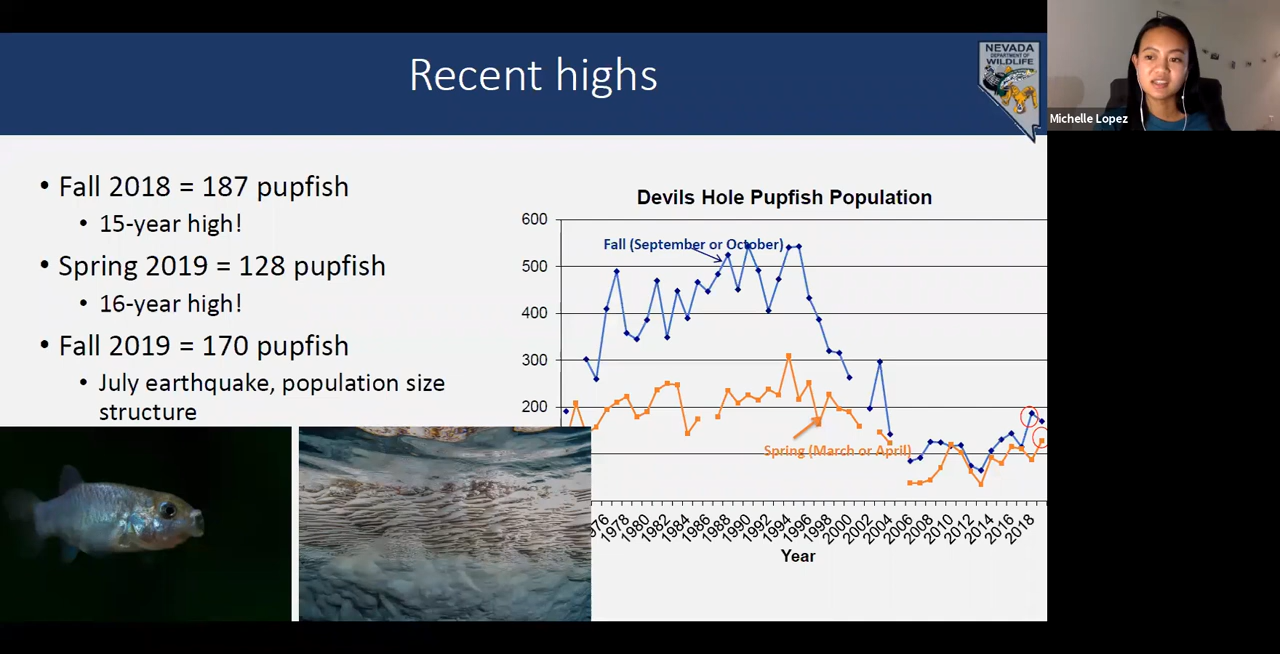 Recent highs
NEVADA
DEPARTMENT OF
WILDLIFE
Michelle Lopez
• Fall 2018 = 187 pupfish
• 15-year high!
• Spring 2019 = 128 pupfish
• 16-year high!
• Fall 2019 = 170 pupfish
• July earthquake, population size
structure
Devils Hole Pupfish Population
600
500
400
300
200
Fall (September or October)
Spring (March or April)
976
1978
1980
1982
1984
1986
1988
1990
1992
1994
1996
1998
2000
2002
2004
2006
2008
2010
2012
2014
2016
2018
Year